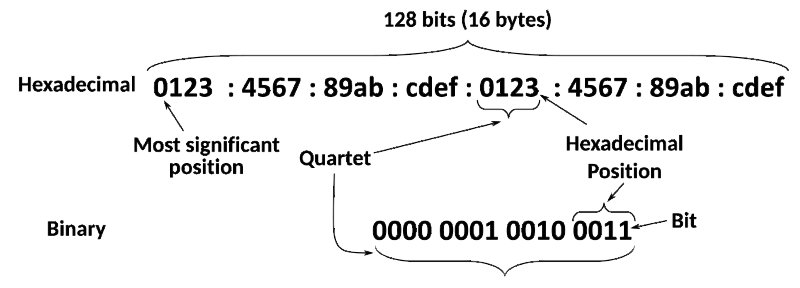 128 bits (16 bytes)
Hexadecimal 0123 : 4567 : 89ab : cdef : 0123 : 4567 : 89ab : cdef
Most significant
position
Quartet
Hexadecimal
Position
Binary
0000 0001 0010 0011
Bit